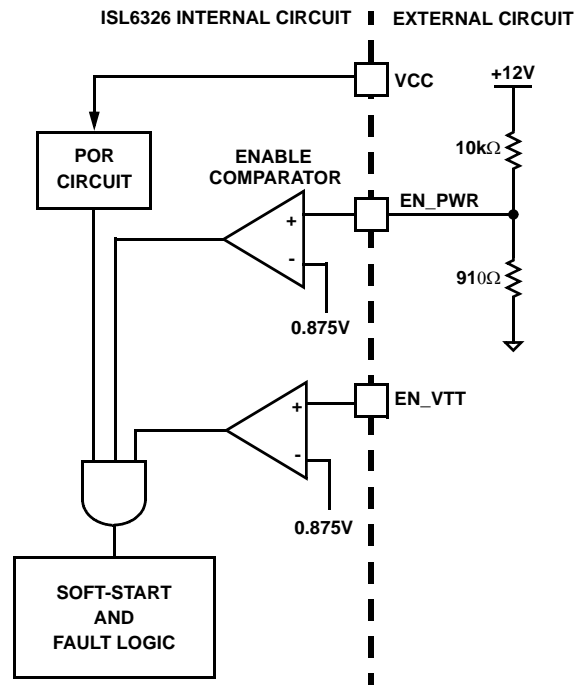 ISL6326 INTERNAL CIRCUIT
EXTERNAL CIRCUIT
VCC
+12V
POR
CIRCUIT
ENABLE
COMPARATOR
10kΩ
+
EN_PWR
-
910Ω
0.875V
EN_VTT
+
-
0.875V
SOFT-START
AND
FAULT LOGIC